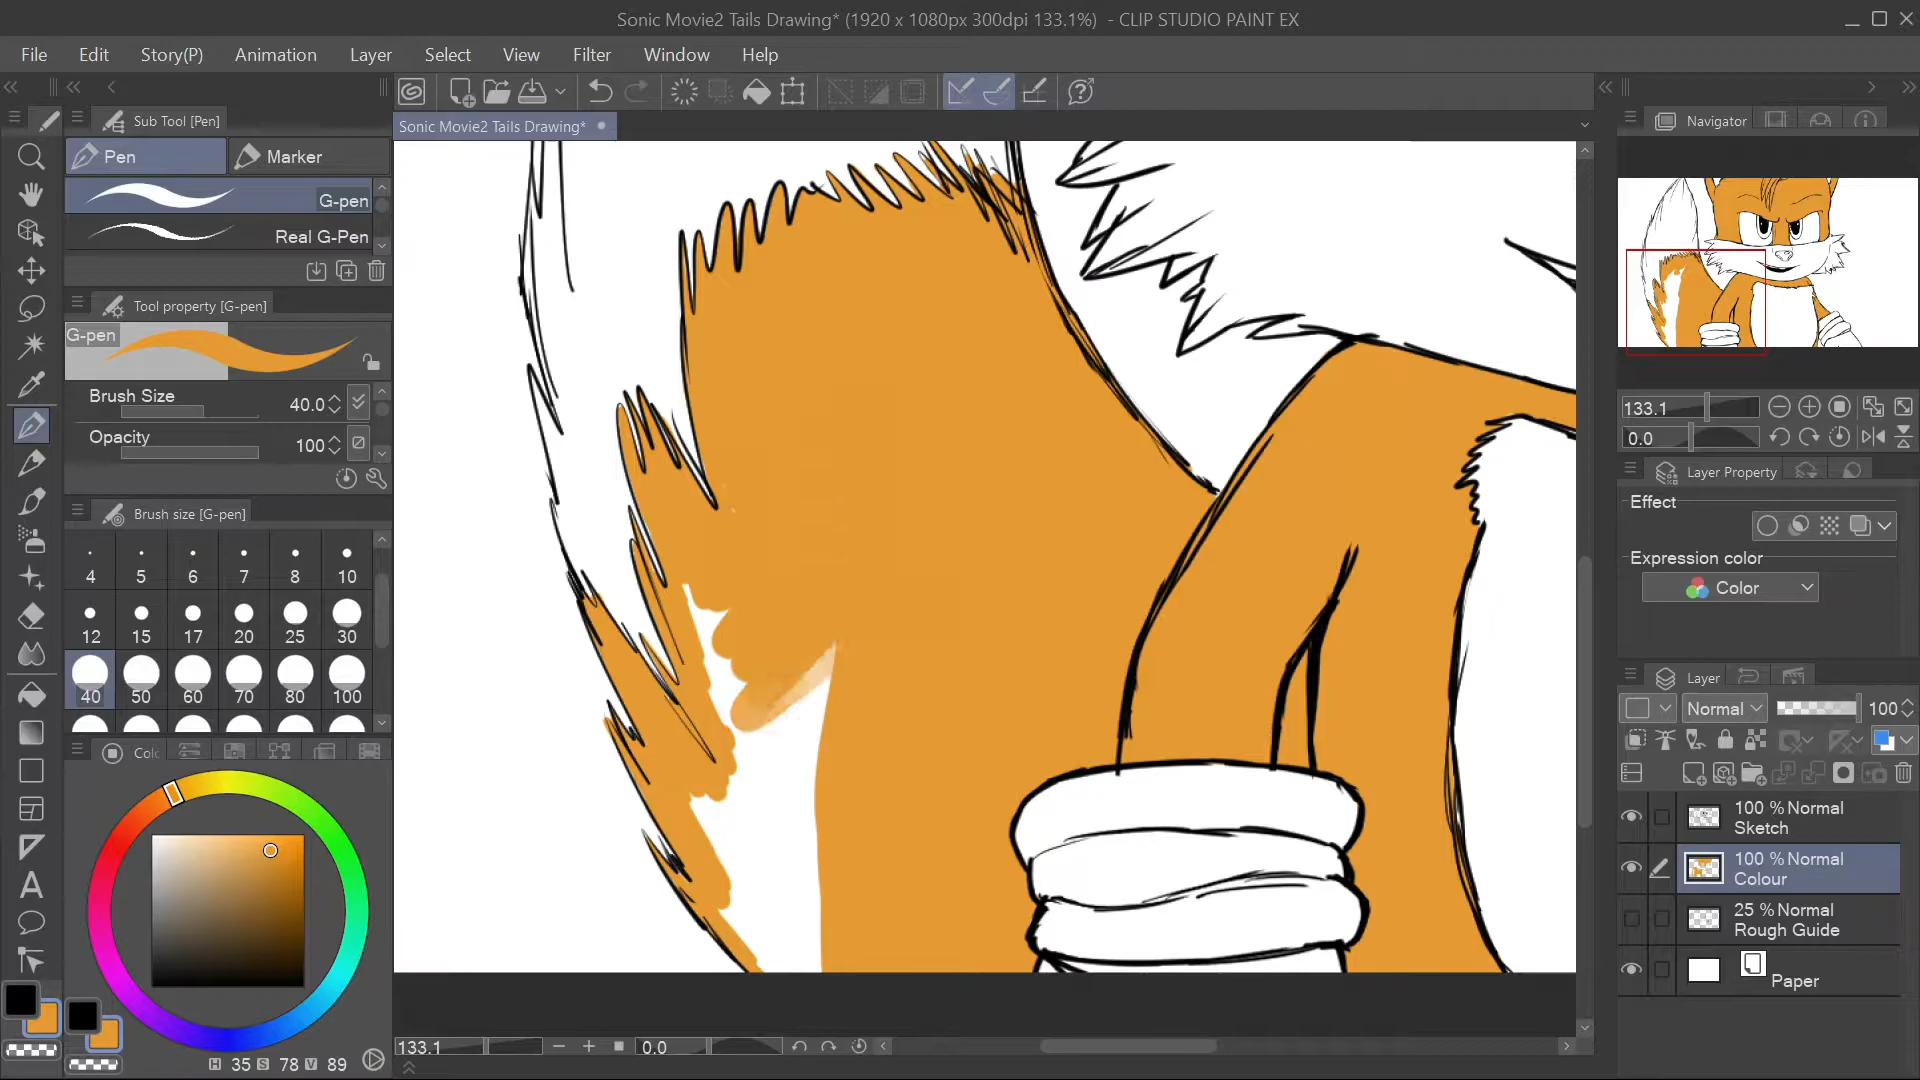 Sonic Movie2 Tails Drawing* (1920 x 1080px 300dpi 133.1%) - CLIP STUDIO PAINT EX
File Edit Story(P) Animation Layer Select View Filter Window Help
Sub Tool [Pen]
Sonic Movie2 Tails Drawing*
Navigator
Pen Marker
G-pen
Real G-Pen
Tool property [G-pen]
G-pen
Brush Size 40.0
Opacity 100
Brush size [G-pen]
4 5 6 7 8 10
12 15 17 20 25 30
40 50 60 70 80 100
H 35 S 78 V 89
133.1 0.0
133.1
0.0
Layer Property
Effect
Expression color
Color
Layer
Normal 100
100 % Normal
Sketch
100 % Normal
Colour
25 % Normal
Rough Guide
Paper